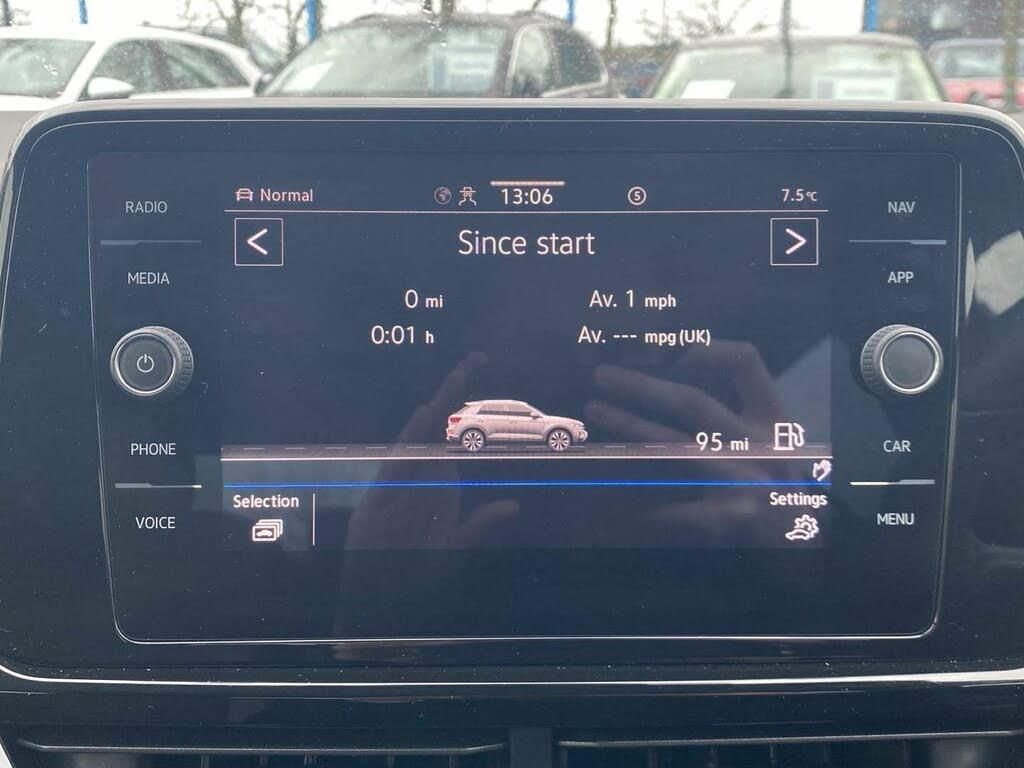 Normal
13:06
5
7.5°C
RADIO
NAV
Since start
MEDIA
APP
0 mi
Av. 1 mph
0:01 h
Av. --- mpg (UK)
95 mi
PHONE
CAR
Selection
Settings
VOICE
MENU